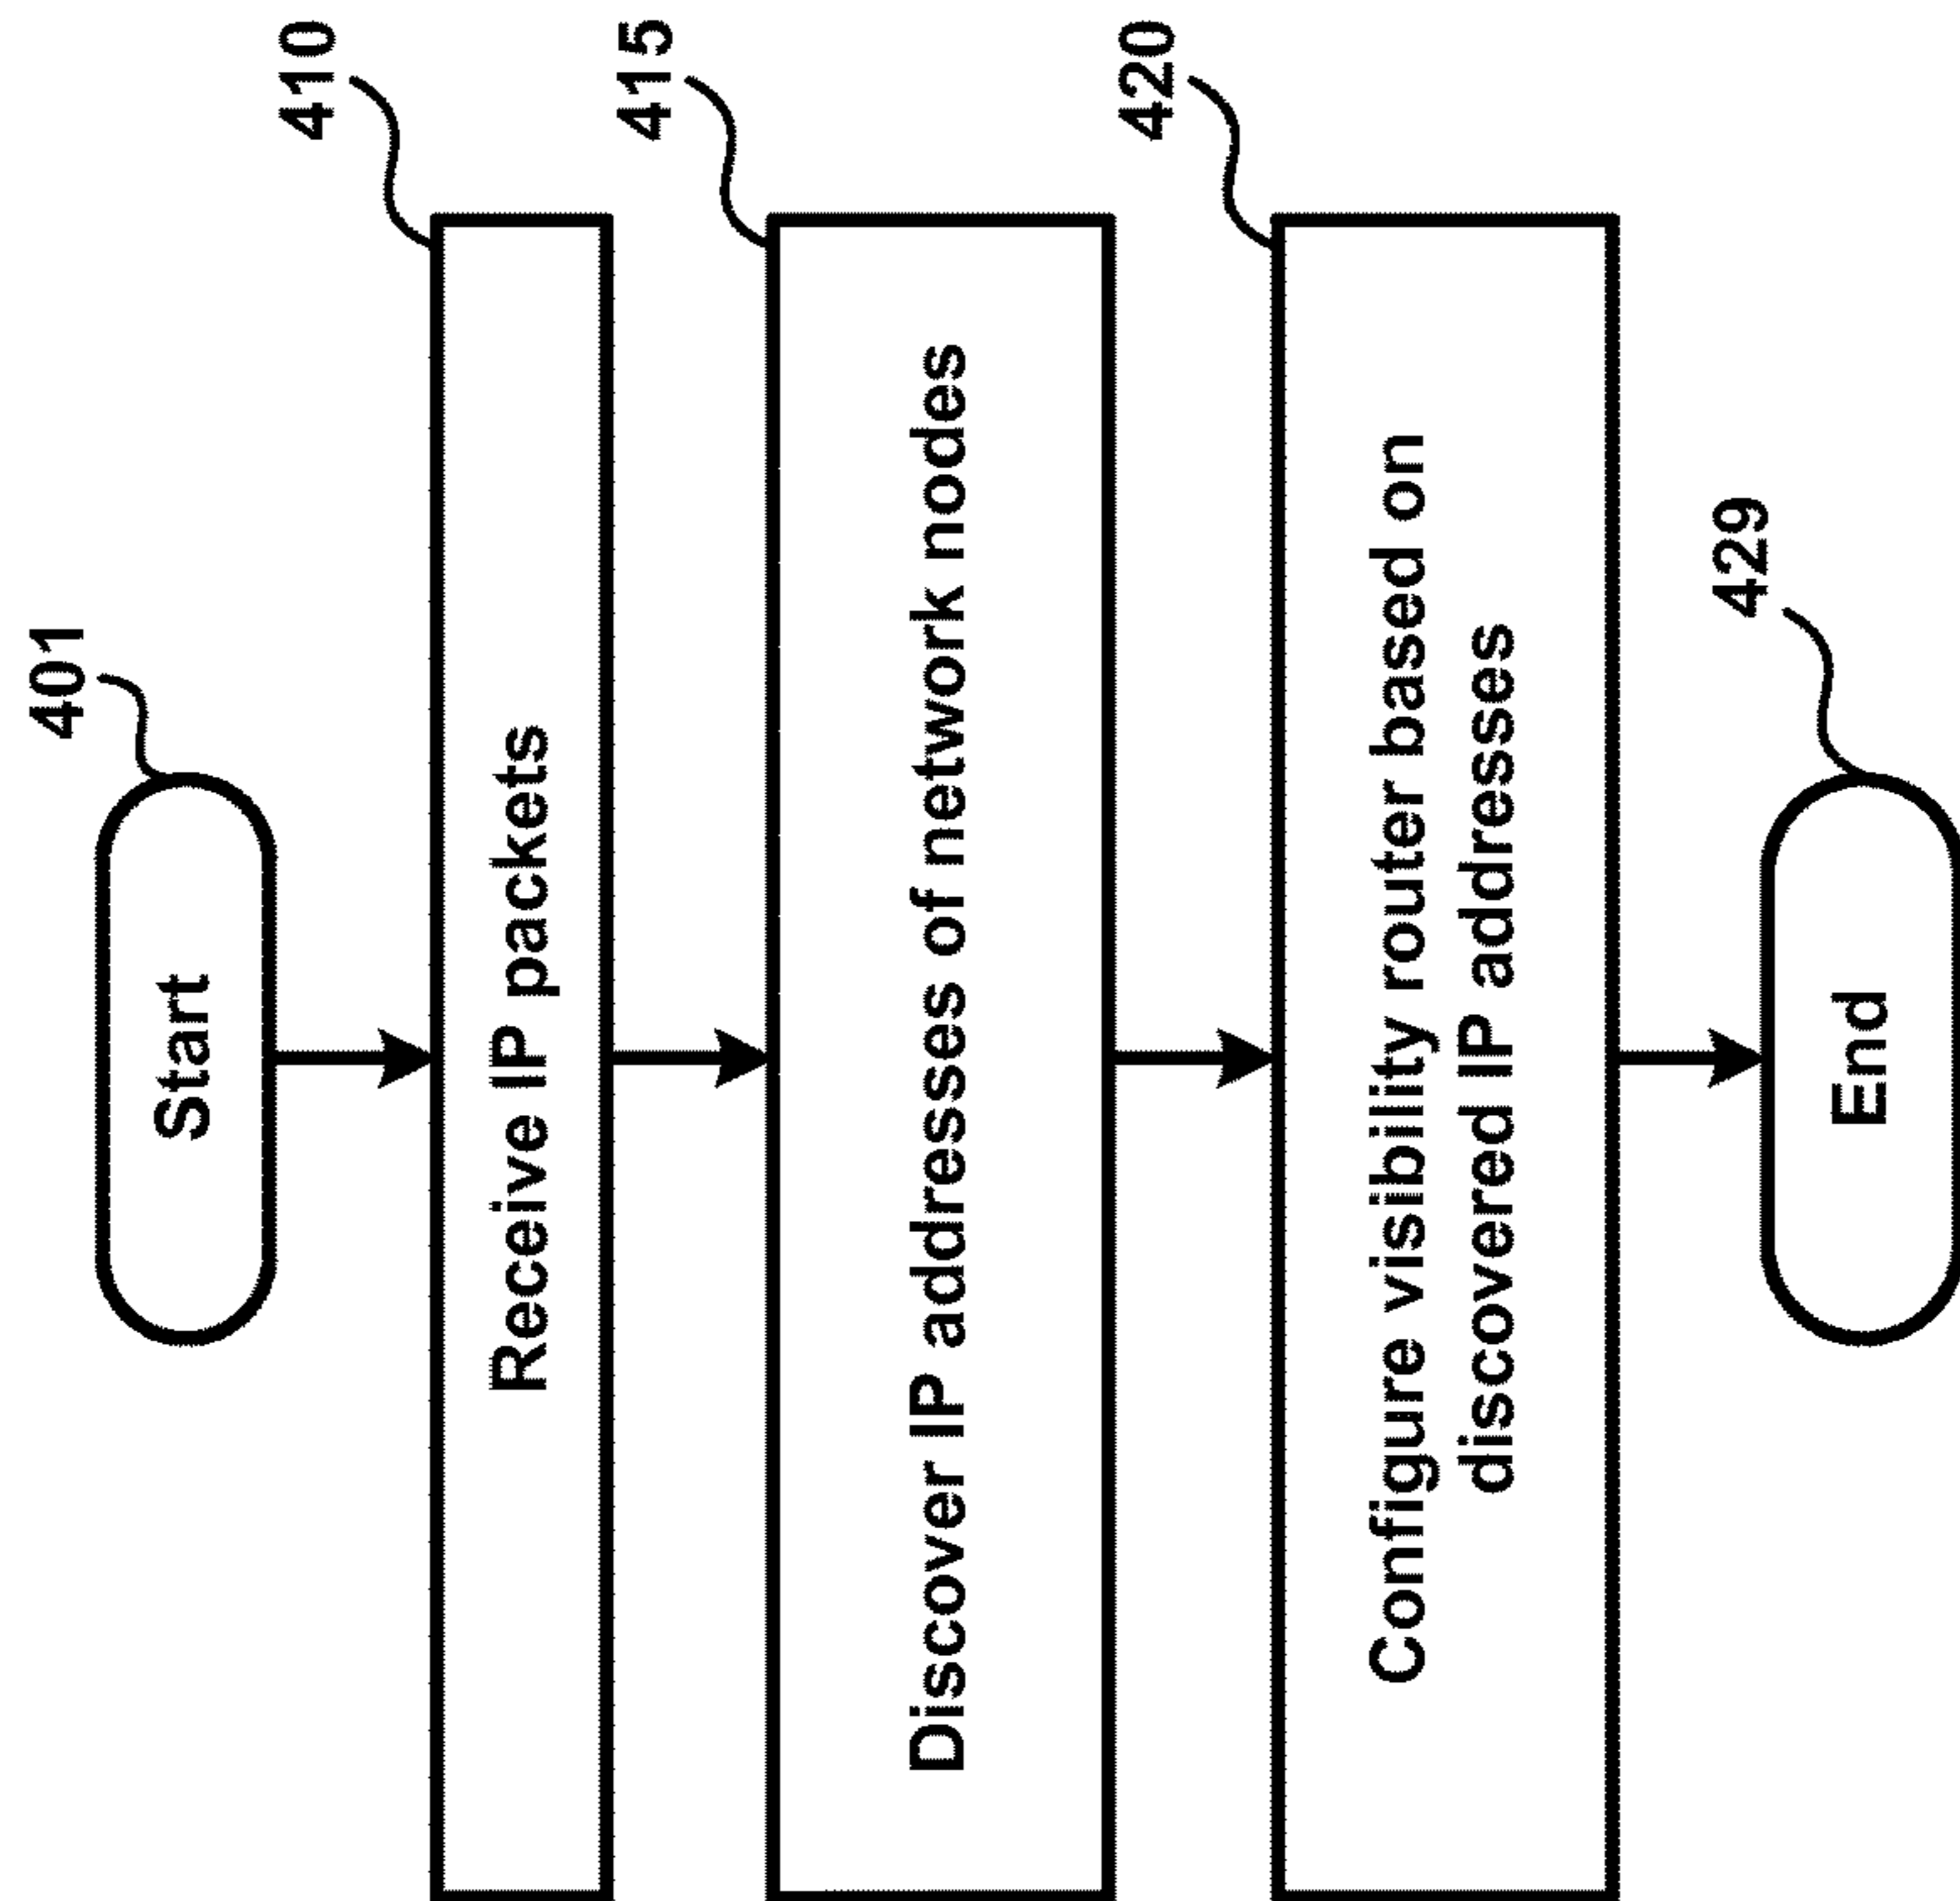 401
Start
410
Receive IP packets
415
Discover IP addresses of network nodes
420
Configure visibility router based on
discovered IP addresses
429
End